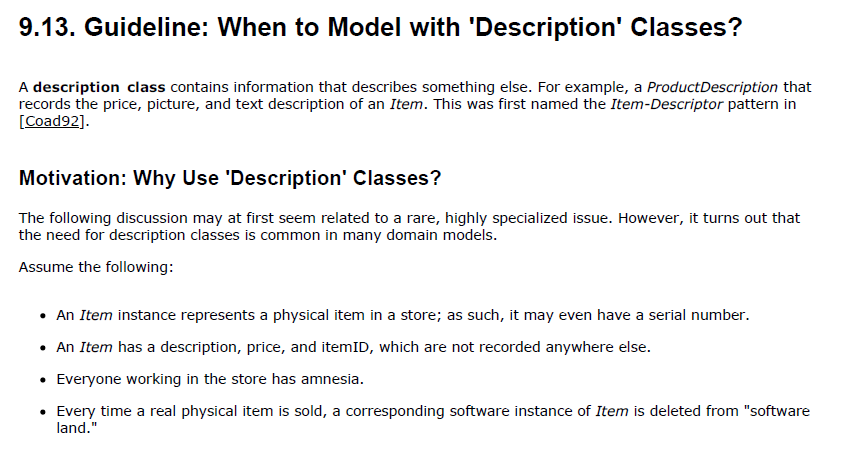 9.13. Guideline: When to Model with 'Description' Classes?
A description class contains information that describes something else. For example, a ProductDescription that
records the price, picture, and text description of an Item. This was first named the Item-Descriptor pattern in
[Coad92].
Motivation: Why Use 'Description' Classes?
The following discussion may at first seem related to a rare, highly specialized issue. However, it turns out that
the need for description classes is common in many domain models.
Assume the following:
• An Item instance represents a physical item in a store; as such, it may even have a serial number.
• An Item has a description, price, and itemID, which are not recorded anywhere else.
• Everyone working in the store has amnesia.
• Every time a real physical item is sold, a corresponding software instance of Item is deleted from "software
land."